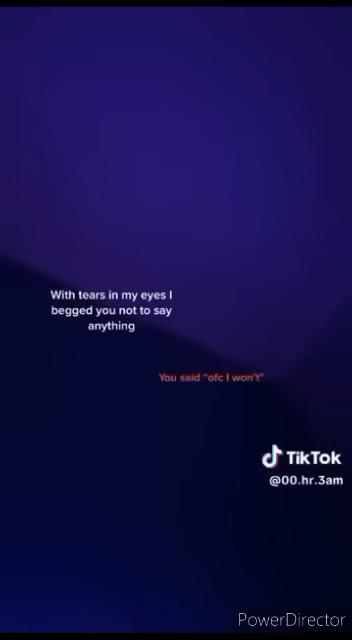 With tears in my eyes I
begged you not to say
anything
You said “ofc I won't”
TikTok
@00.hr.3am
PowerDirector